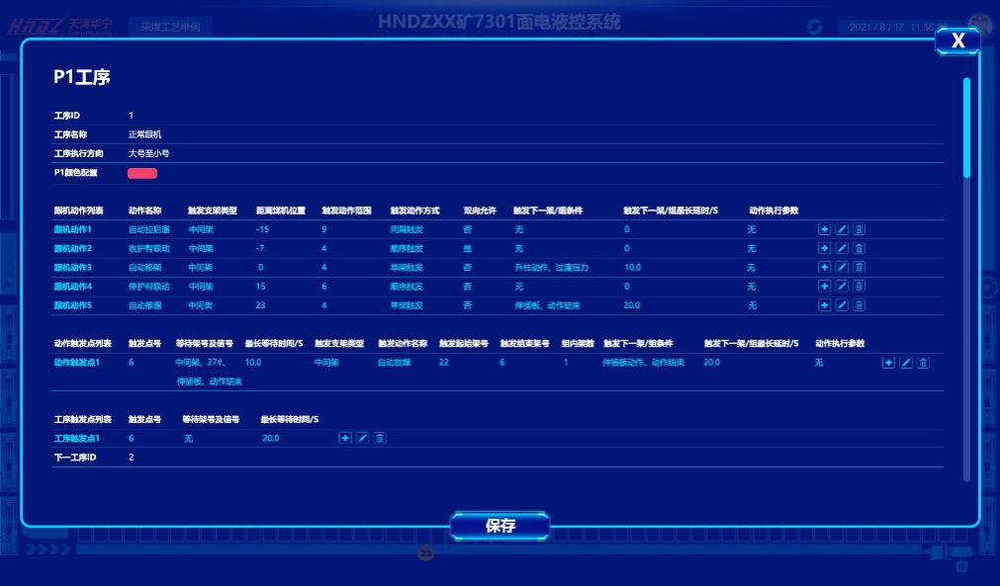 HNDZ 天津华宁 采煤工艺举例 HNDZXX矿7301面电液控系统 2021 / 8 / 17 11:56
X
P1工序
工序ID 1
工序名称 正常跟机
工序执行方向 大号至小号
P1颜色配置
跟机动作列表 动作名称 触发支架类型 距离煤机位置 触发动作范围 触发动作方式 双向允许 触发下一架/组条件 触发下一架/组最长延时/S 动作执行参数
跟机动作1 自动拉后溜 中间架 -15 9 间隔触发 否 无 0 无
跟机动作2 收护帮联动 中间架 -7 4 顺序触发 是 无 0 无
跟机动作3 自动移架 中间架 0 4 单架触发 否 升柱动作、过渡压力 10.0 无
跟机动作4 伸护帮联动 中间架 15 6 顺序触发 否 无 0 无
跟机动作5 自动推溜 中间架 23 4 单架触发 否 伸插板、动作结束 20.0 无
动作触发点列表 触发点号 等待架号及信号 最长等待时间/S 触发支架类型 触发动作名称 触发起始架号 触发结束架号 组内架数 触发下一架/组条件 触发下一架/组最长延时/S 动作执行参数
动作触发点1 6 中间架、27#、 10.0 中间架 自动放煤 22 6 1 伸插板动作、动作结束 20.0 无
伸插板、动作结束
工序触发点列表 触发点号 等待架号及信号 最长等待时间/S
工序触发点1 6 无 20.0
下一工序ID 2
保存
23